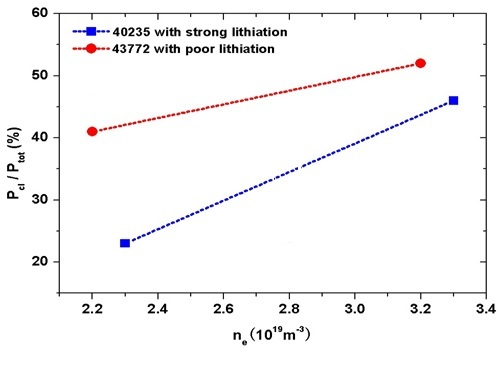 60
50
40
30
20
40235 with strong lithiation
43772 with poor lithiation
P_cl / P_tot (%)
2.2 2.4 2.6 2.8 3.0 3.2 3.4
n_e (10^19 m^-3)